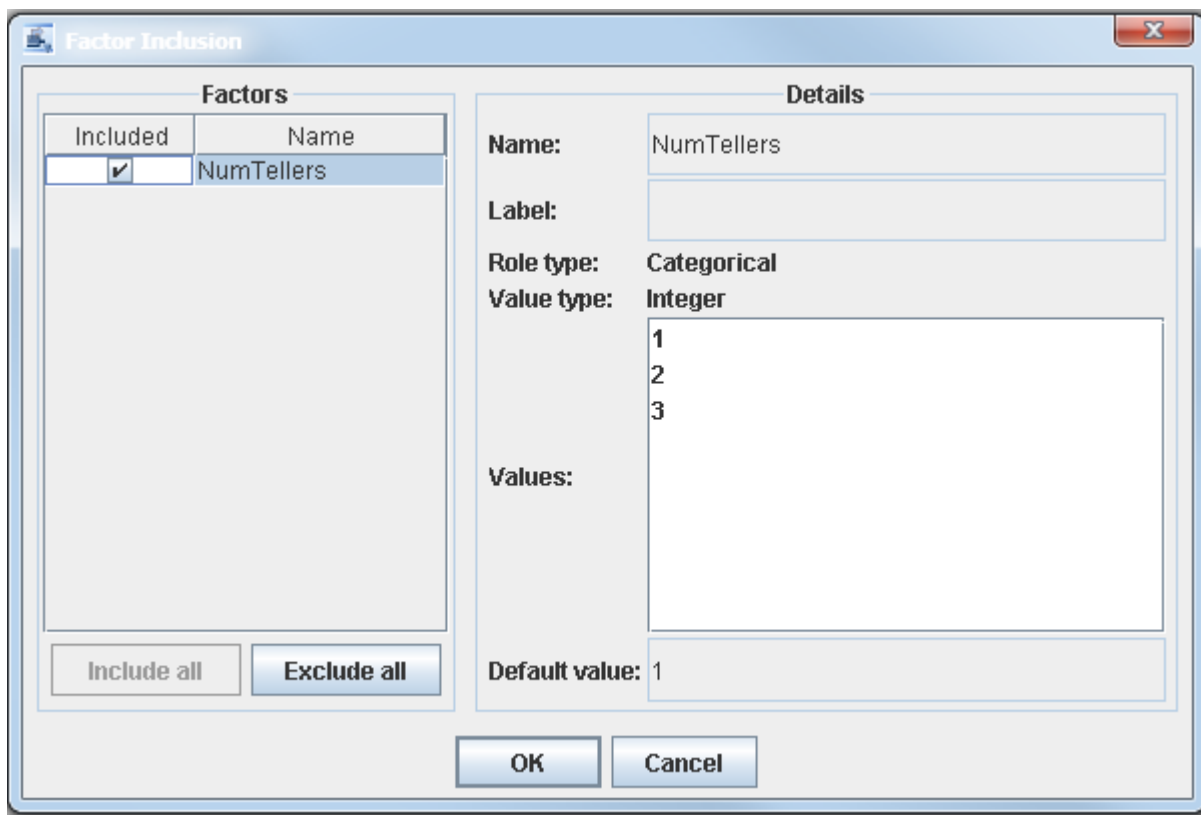 Factor Inclusion
Factors
Included Name
NumTellers
Include all Exclude all
Details
Name: NumTellers
Label:
Role type: Categorical
Value type: Integer
Values:
1
2
3
Default value: 1
OK Cancel